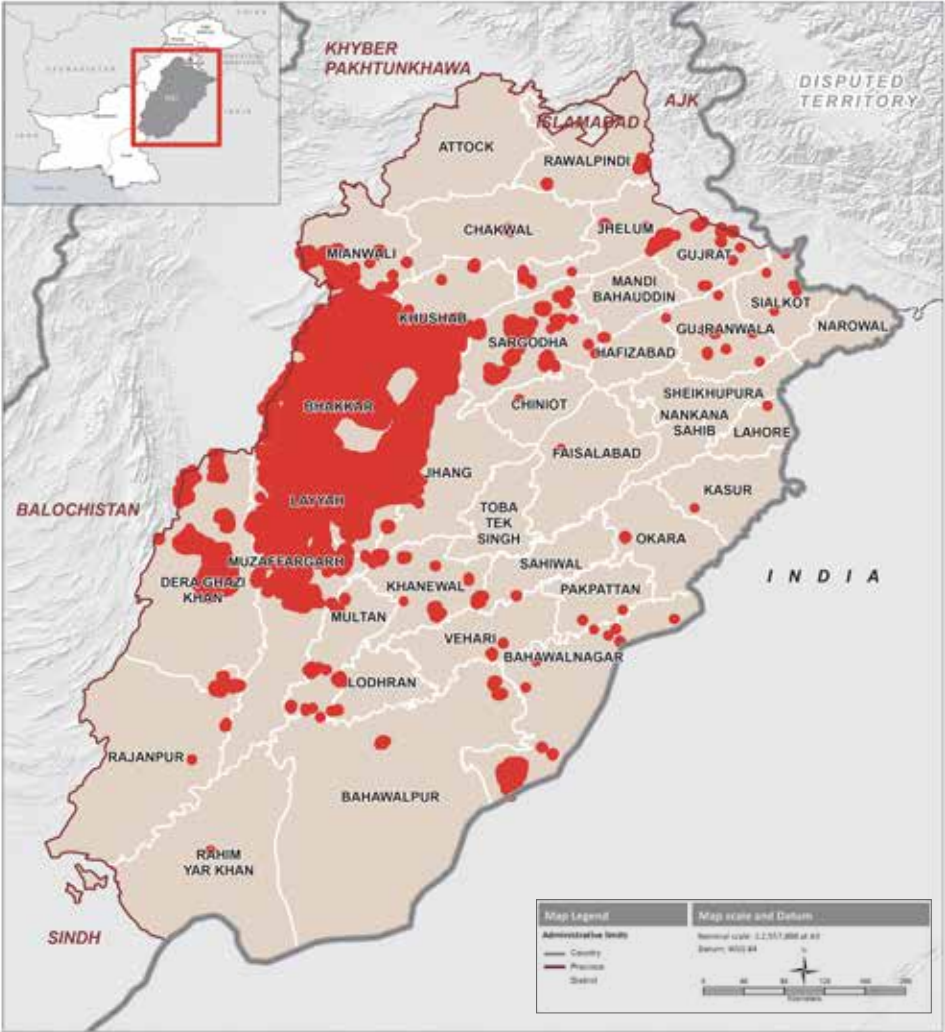 KHYBER
PAKHTUNKHAWA
DISPUTED
TERRITORY
AJK
ISLAMABAD
ATTOCK
RAWALPINDI
CHAKWAL
JHELUM
MIANWALI
GUJRAT
MANDI
BAHAUDDIN
SIALKOT
KHUSHAB
SARGODHA
GUJRANWALA
NAROWAL
HAFIZABAD
SHEIKHUPURA
BHAKKAR
CHINIOT
NANKANA
SAHIB
LAHORE
FAISALABAD
JHANG
KASUR
BALOCHISTAN
LAYYAH
TOBA
TEK
SINGH
OKARA
MUZAFFARGARH
SAHIWAL
INDIA
DERA GHAZI
KHAN
KHANEWAL
PAKPATTAN
MULTAN
VEHARI
BAHAWALNAGAR
LODHRAN
RAJANPUR
BAHAWALPUR
RAHIM
YAR KHAN
SINDH
Map Legend
Administrative limits
Country
Province
District
Map scale and Datum
Kilometers